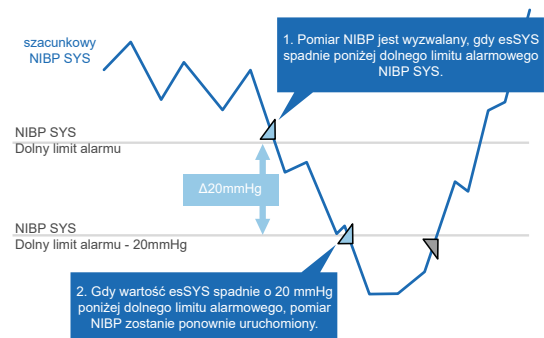 szacunkowy
NIBP SYS
1. Pomiar NIBP jest wyzwalany, gdy esSYS
spadnie poniżej dolnego limitu alarmowego
NIBP SYS.
NIBP SYS
Dolny limit alarmu
Δ20mmHg
NIBP SYS
Dolny limit alarmu - 20mmHg
2. Gdy wartość esSYS spadnie o 20 mmHg
poniżej dolnego limitu alarmowego, pomiar
NIBP zostanie ponownie uruchomiony.